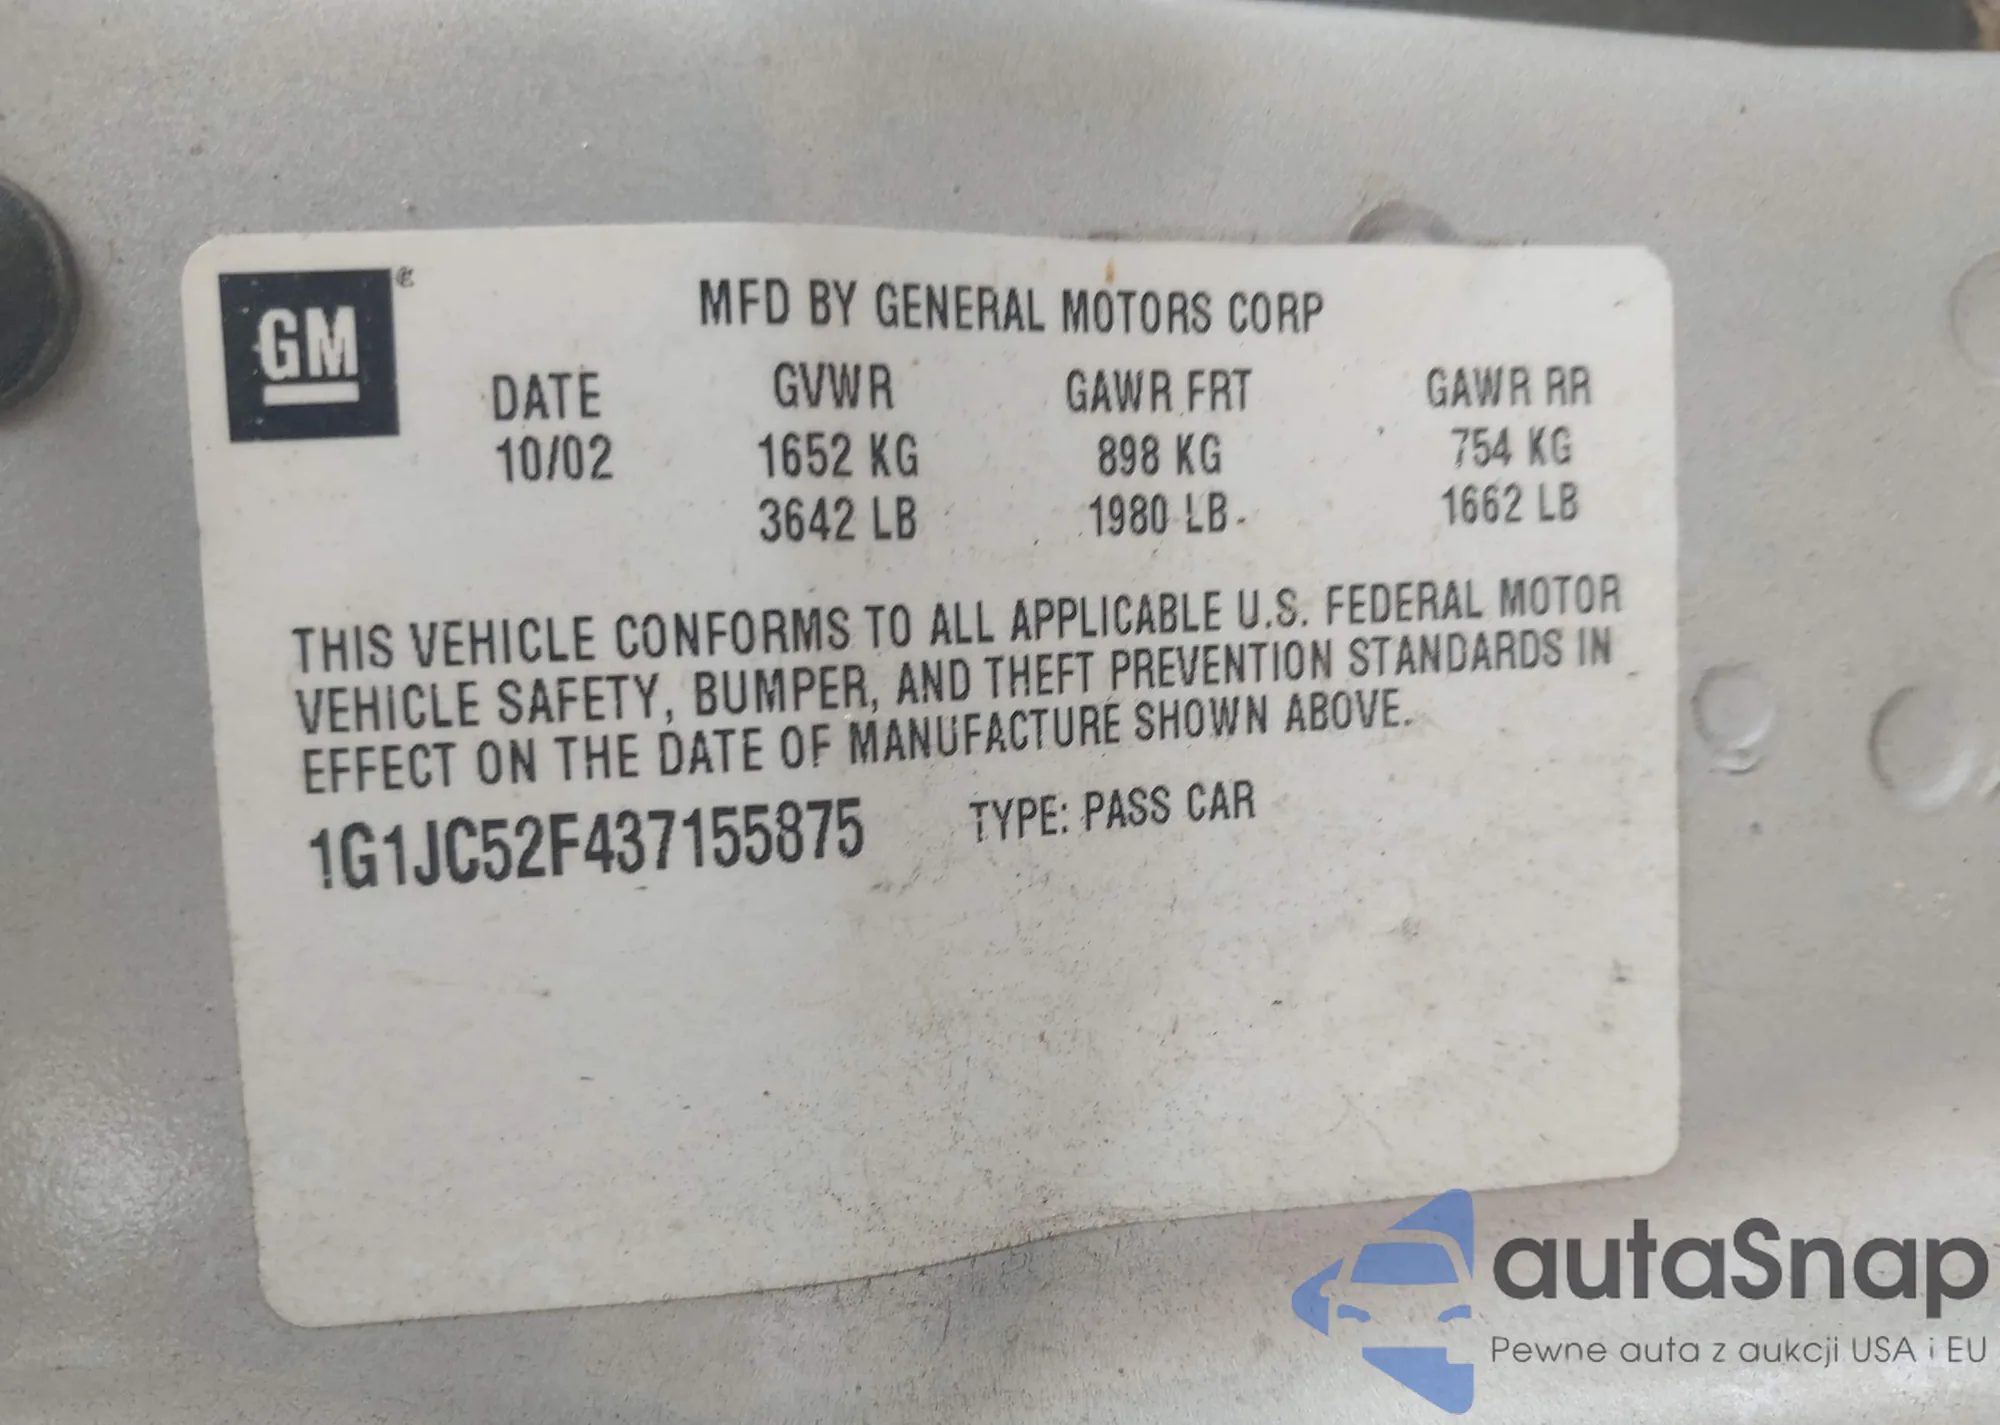 GM
MFD BY GENERAL MOTORS CORP
DATE GVWR GAWR FRT GAWR RR
10/02 1652 KG 898 KG 754 KG
3642 LB 1980 LB 1662 LB
THIS VEHICLE CONFORMS TO ALL APPLICABLE U.S. FEDERAL MOTOR
VEHICLE SAFETY, BUMPER, AND THEFT PREVENTION STANDARDS IN
EFFECT ON THE DATE OF MANUFACTURE SHOWN ABOVE.
1G1JC52F437155875 TYPE: PASS CAR
autaSnap
Pewne auta z aukcji USA i EU